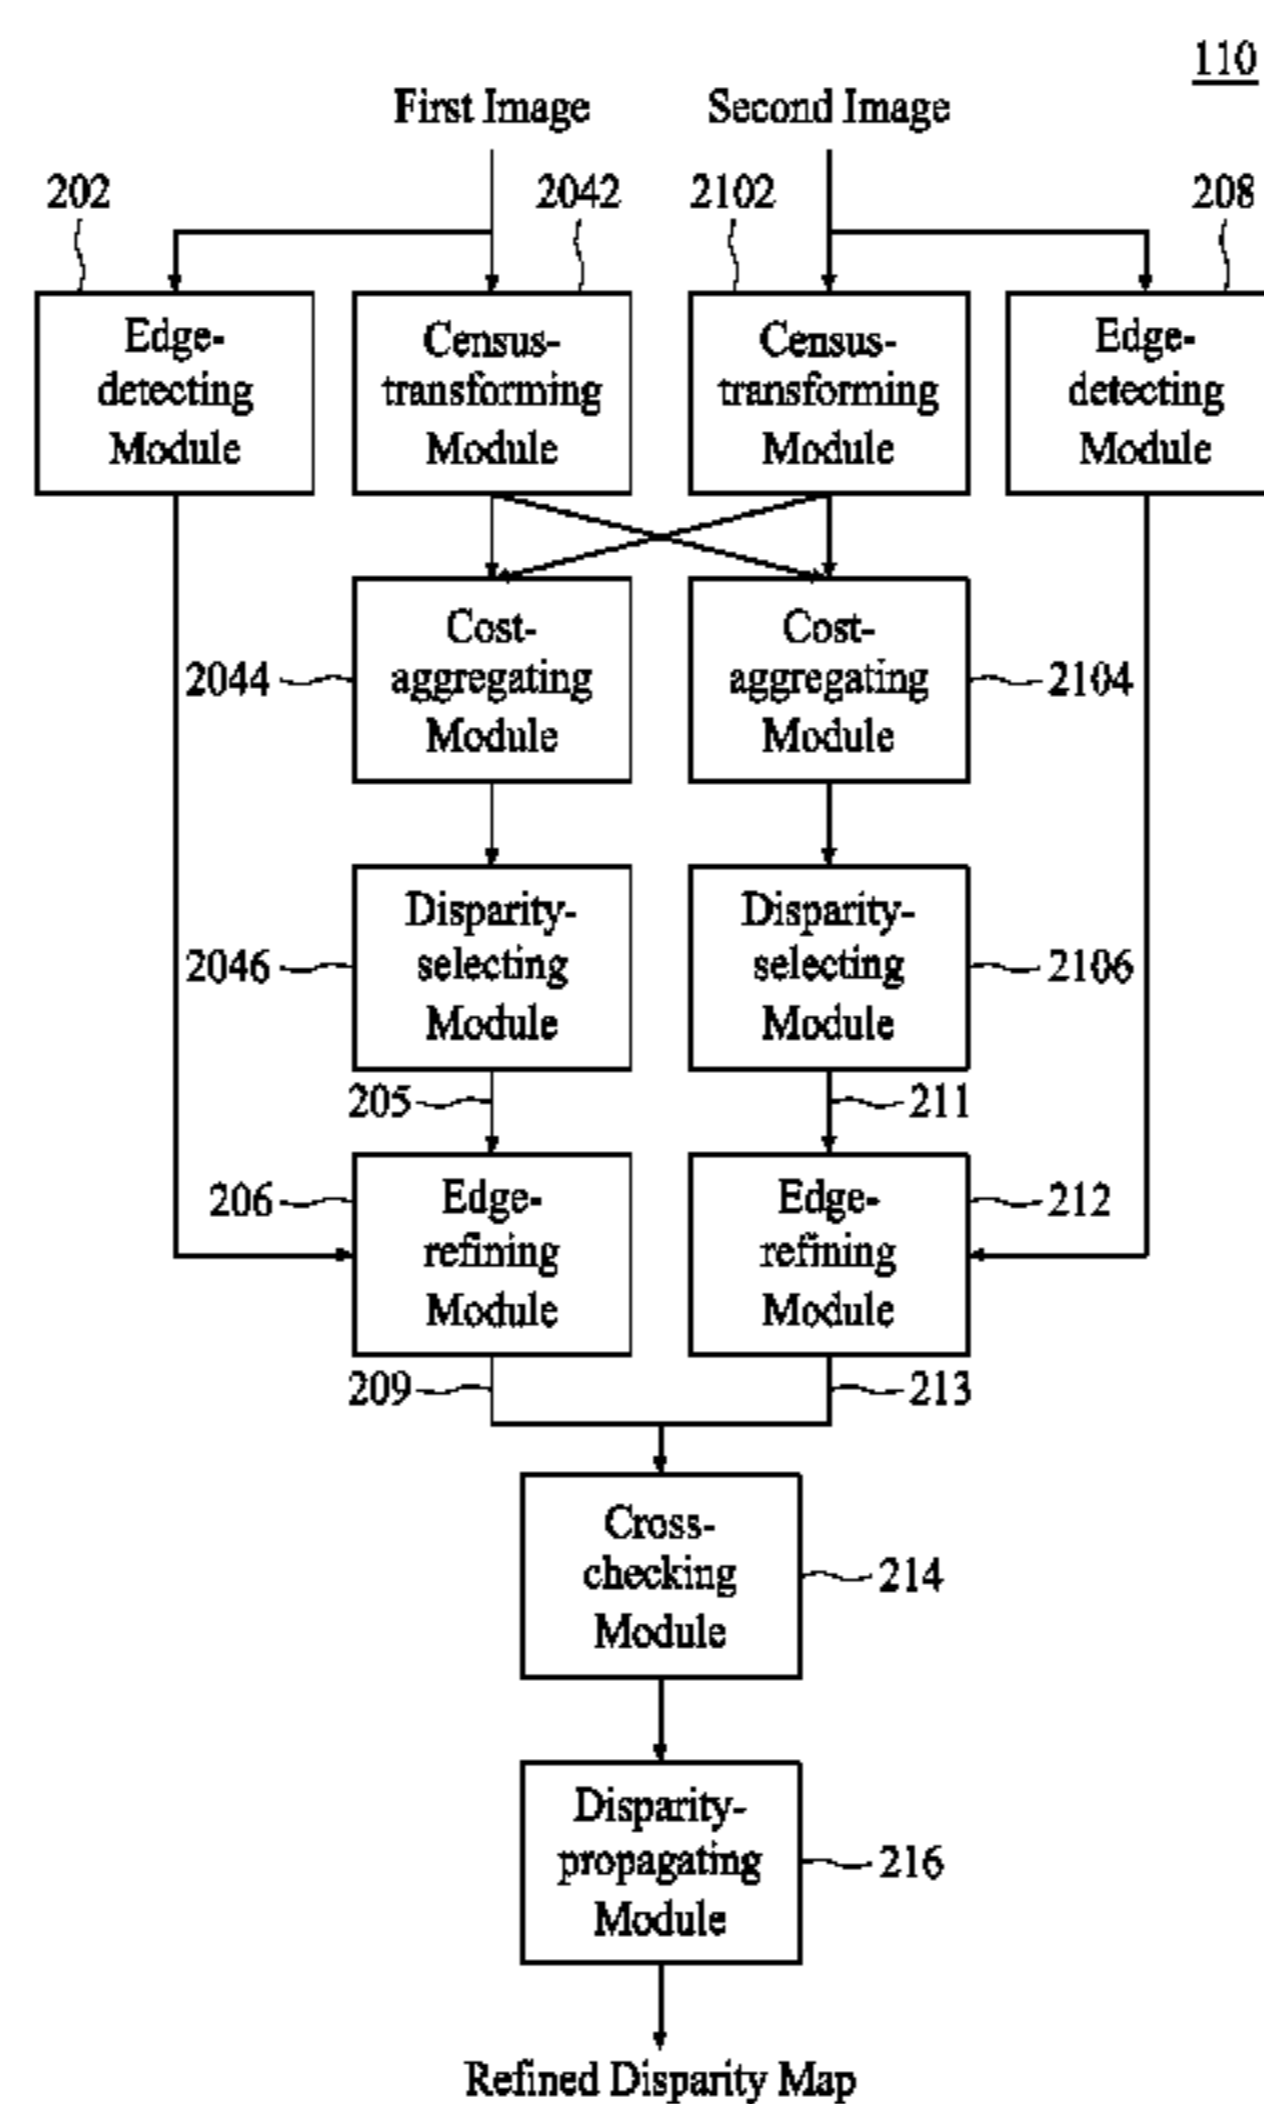 110
First Image
Second Image
202
2042
2102
208
Edge-
detecting
Module
Census-
transforming
Module
Census-
transforming
Module
Edge-
detecting
Module
2044
Cost-
aggregating
Module
Cost-
aggregating
Module
2104
2046
Disparity-
selecting
Module
Disparity-
selecting
Module
2106
205
211
206
Edge-
refining
Module
Edge-
refining
Module
212
209
213
Cross-
checking
Module
214
Disparity-
propagating
Module
216
Refined Disparity Map